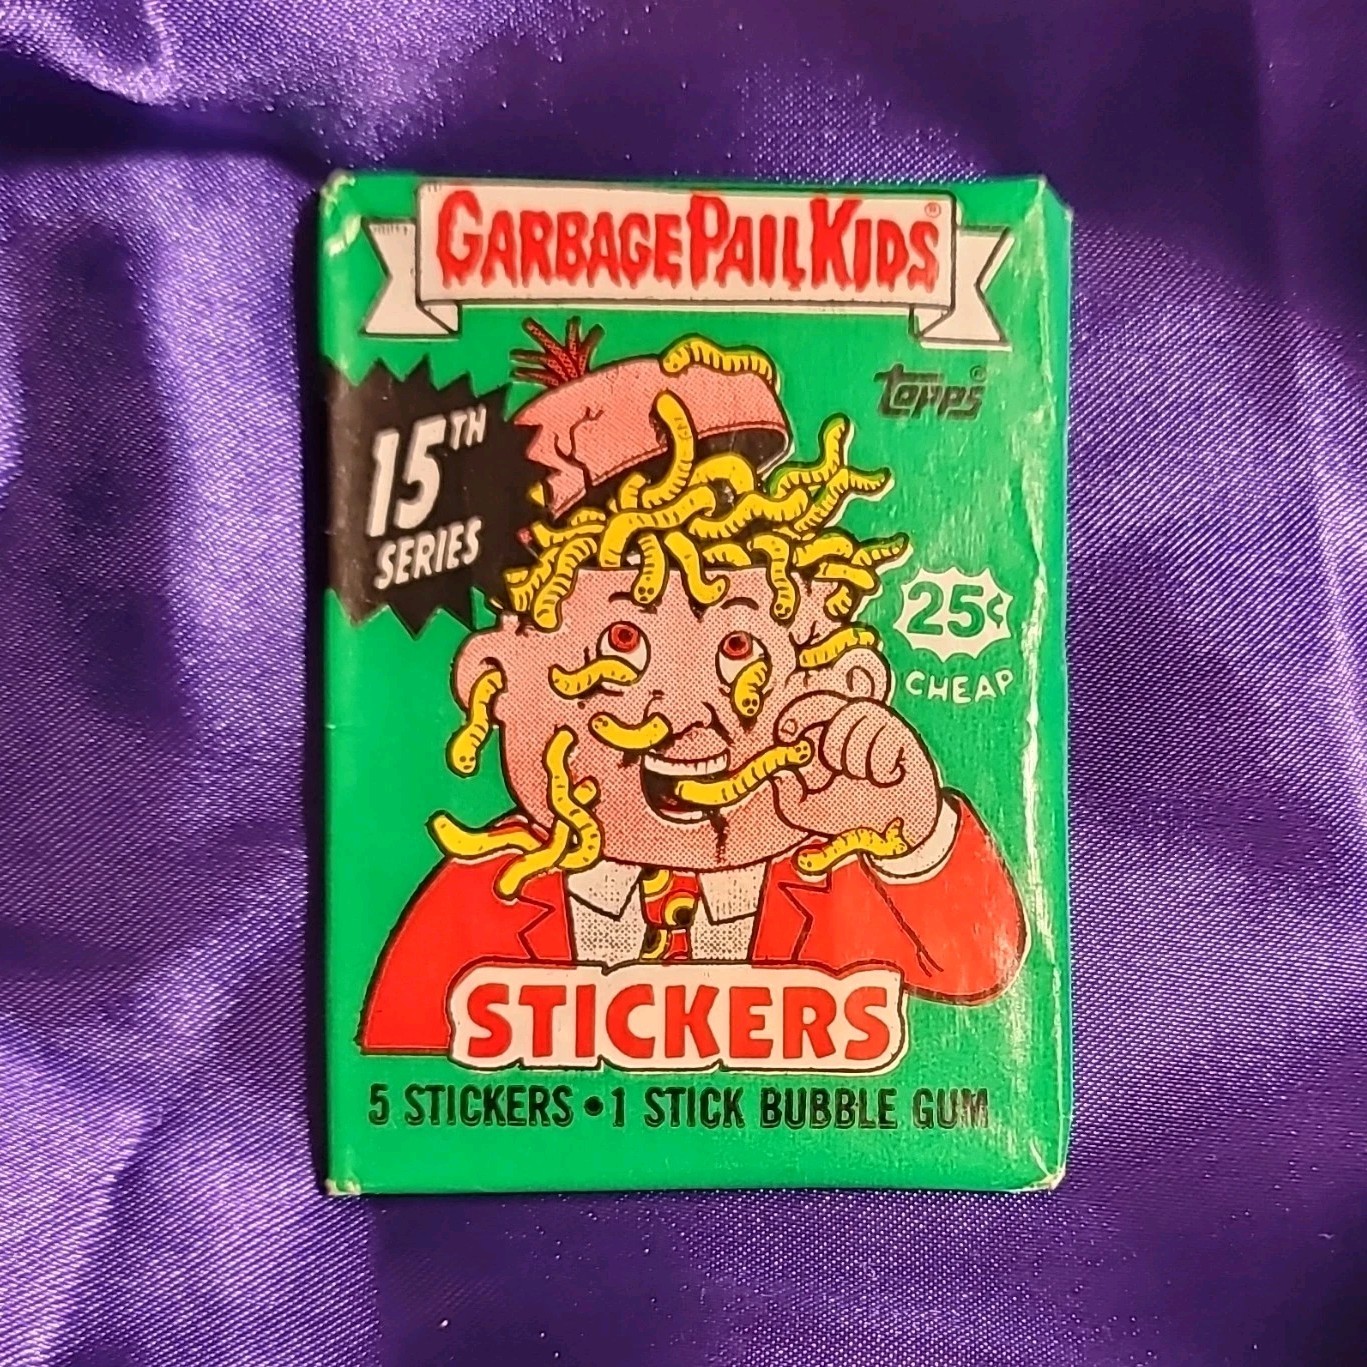 GARBAGE PAIL KIDS®
topps®
15TH
SERIES
25¢
CHEAP
STICKERS
5 STICKERS • 1 STICK BUBBLE GUM